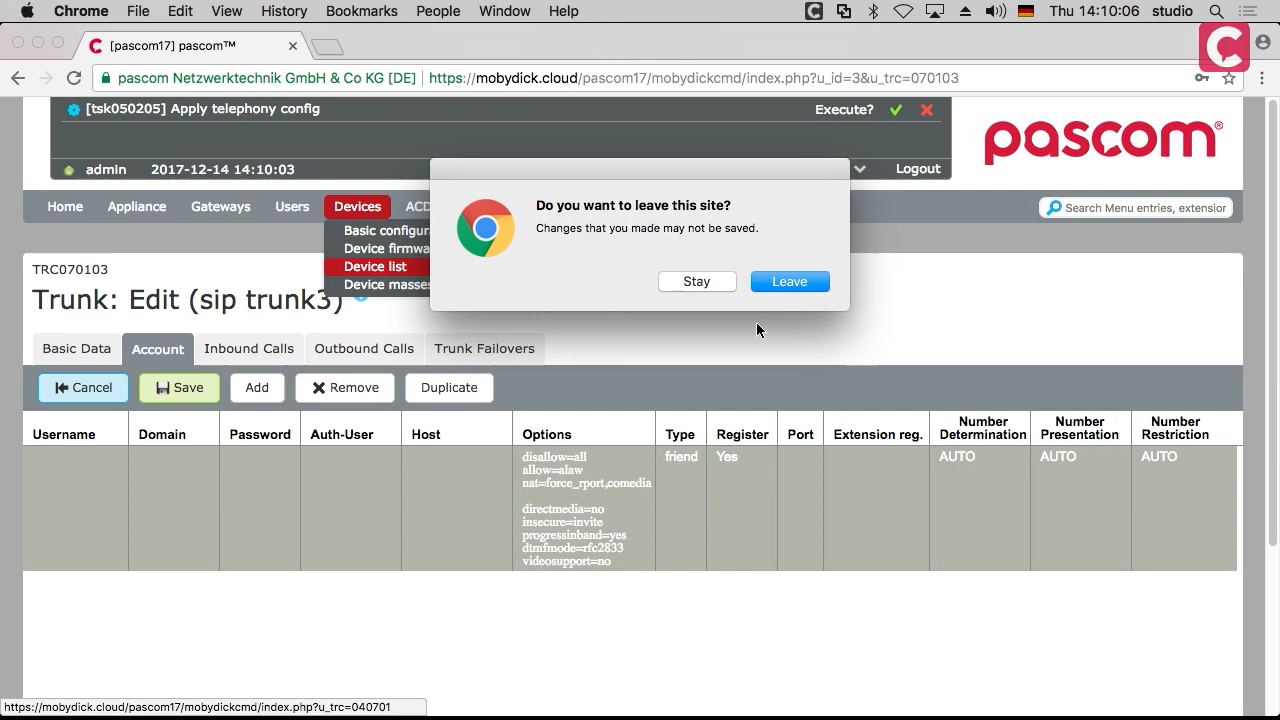 Chrome File Edit View History Bookmarks People Window Help Thu 14:10:06 studio
[pascom17] pascom™
pascom Netzwerktechnik GmbH & Co KG [DE] https://mobydick.cloud/pascom17/mobydickcmd/index.php?u_id=3&u_trc=070103
[tsk050205] Apply telephony config Execute?
pascom®
admin 2017-12-14 14:10:03 Logout
Home Appliance Gateways Users Devices ACD Search Menu entries, extension
Do you want to leave this site?
Changes that you made may not be saved.
Stay Leave
Basic configura
Device firmwa
Device list
Device masse
TRC070103
Trunk: Edit (sip trunk3)
Basic Data Account Inbound Calls Outbound Calls Trunk Failovers
Cancel Save Add Remove Duplicate
Username Domain Password Auth-User Host Options Type Register Port Extension reg. Number Determination Number Presentation Number Restriction
disallow=all friend Yes AUTO AUTO AUTO
allow=alaw
nat=force_rport,comedia
directmedia=no
insecure=invite
progressinband=yes
dtmfmode=rfc2833
videosupport=no
https://mobydick.cloud/pascom17/mobydickcmd/index.php?u_trc=040701